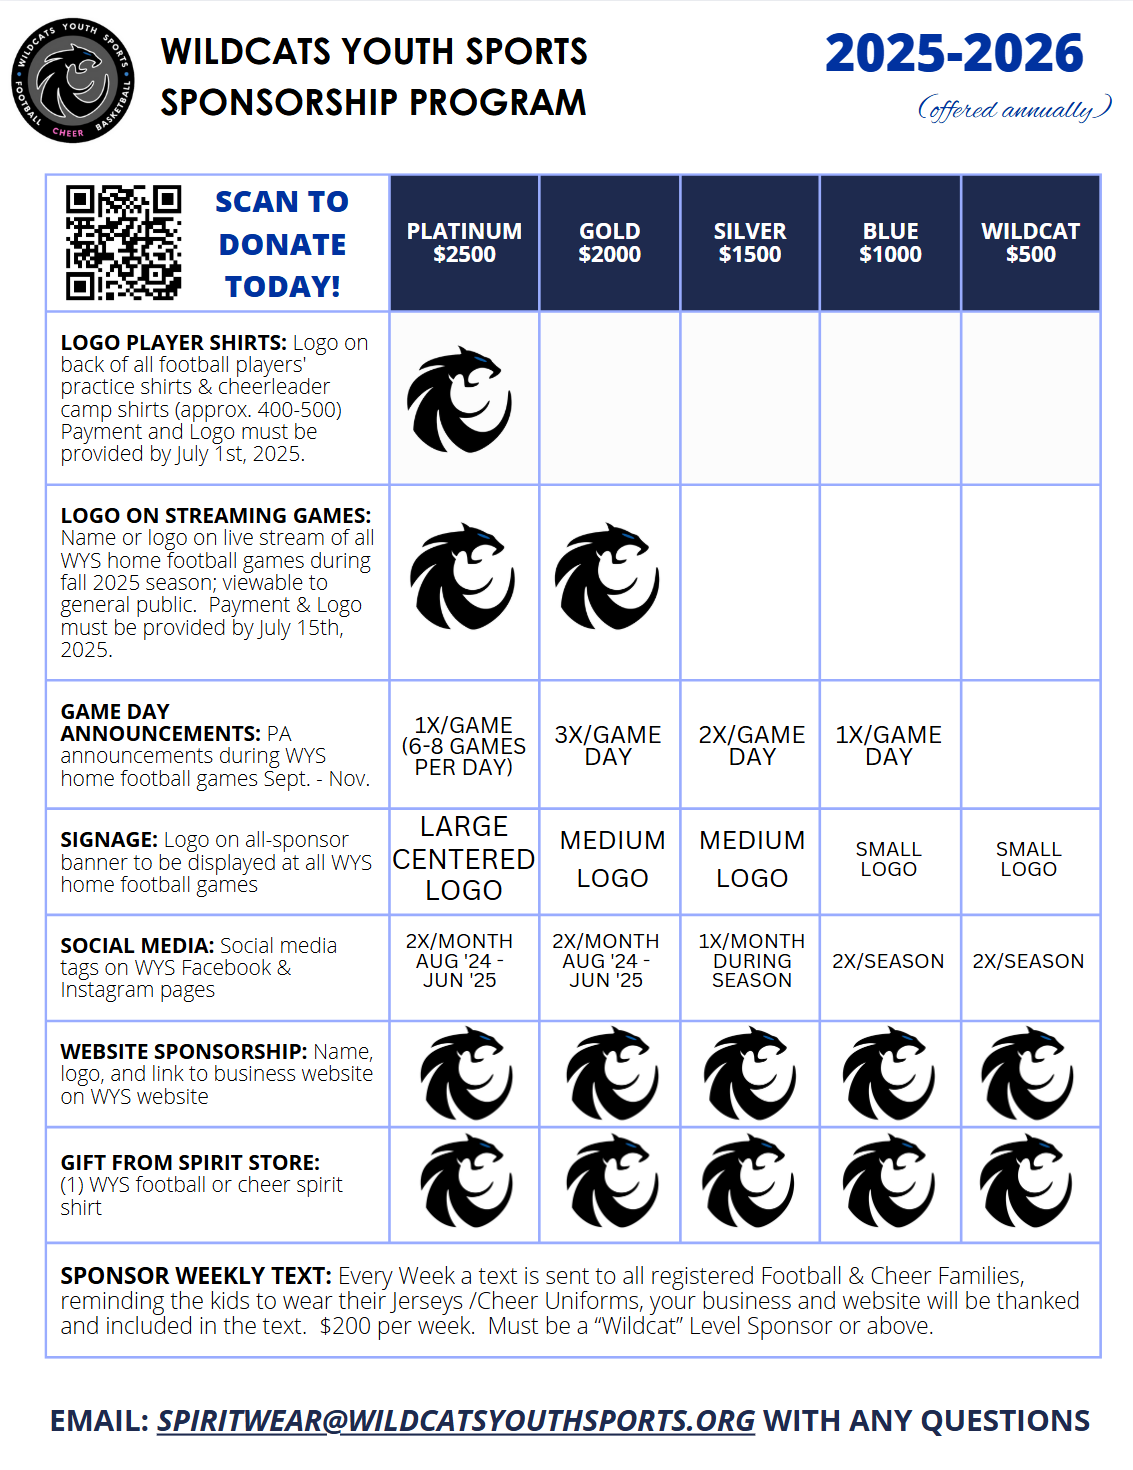 WILDCATS YOUTH SPORTS
FOOTBALL CHEER BASKETBALL
WILDCATS YOUTH SPORTS
SPONSORSHIP PROGRAM
2025-2026
(offered annually)
SCAN TO
DONATE
TODAY!
PLATINUM
$2500
GOLD
$2000
SILVER
$1500
BLUE
$1000
WILDCAT
$500
LOGO PLAYER SHIRTS: Logo on
back of all football players'
practice shirts & cheerleader
camp shirts (approx. 400-500)
Payment and Logo must be
provided by July 1st, 2025.
LOGO ON STREAMING GAMES:
Name or logo on live stream of all
WYS home football games during
fall 2025 season; viewable to
general public.  Payment & Logo
must be provided by July 15th,
2025.
GAME DAY
ANNOUNCEMENTS: PA
announcements during WYS
home football games Sept. - Nov.
1X/GAME
(6-8 GAMES
PER DAY)
3X/GAME
DAY
2X/GAME
DAY
1X/GAME
DAY
SIGNAGE: Logo on all-sponsor
banner to be displayed at all WYS
home football games
LARGE
CENTERED
LOGO
MEDIUM
LOGO
MEDIUM
LOGO
SMALL
LOGO
SMALL
LOGO
SOCIAL MEDIA: Social media
tags on WYS Facebook &
Instagram pages
2X/MONTH
AUG '24 -
JUN '25
2X/MONTH
AUG '24 -
JUN '25
1X/MONTH
DURING
SEASON
2X/SEASON
2X/SEASON
WEBSITE SPONSORSHIP: Name,
logo, and link to business website
on WYS website
GIFT FROM SPIRIT STORE:
(1) WYS football or cheer spirit
shirt
SPONSOR WEEKLY TEXT: Every Week a text is sent to all registered Football & Cheer Families,
reminding the kids to wear their Jerseys /Cheer Uniforms, your business and website will be thanked
and included in the text.  $200 per week.  Must be a “Wildcat” Level Sponsor or above.
EMAIL: SPIRITWEAR@WILDCATSYOUTHSPORTS.ORG WITH ANY QUESTIONS